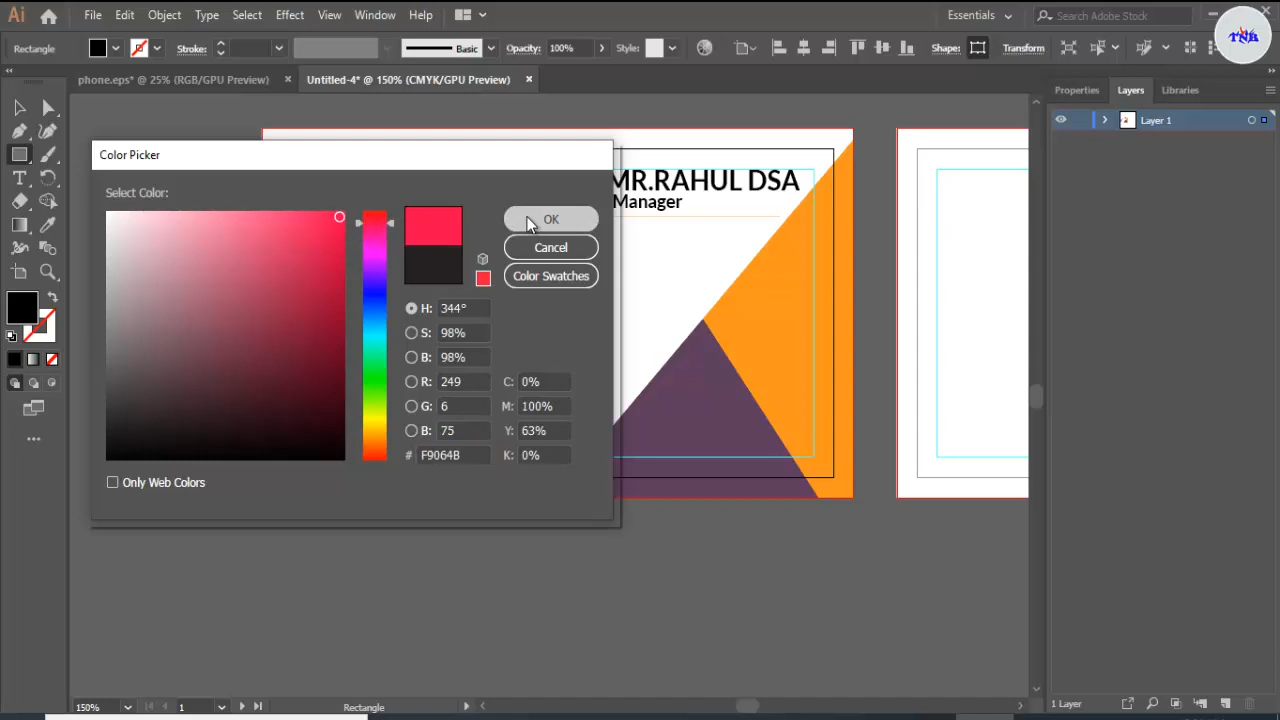 Ai File Edit Object Type Select Effect View Window Help Essentials Search Adobe Stock
TNR
Rectangle Stroke: Basic Opacity: 100% Style: Shape: Transform
phone.eps* @ 25% (RGB/GPU Preview) × Untitled-4* @ 150% (CMYK/GPU Preview) ×
Properties Layers Libraries
Layer 1
Color Picker
Select Color:
OK
Cancel
Color Swatches
H: 344°
S: 98%
B: 98%
R: 249 C: 0%
G: 6 M: 100%
B: 75 Y: 63%
# F9064B K: 0%
Only Web Colors
MR.RAHUL DSA
Manager
150% 1 Rectangle
1 Layer